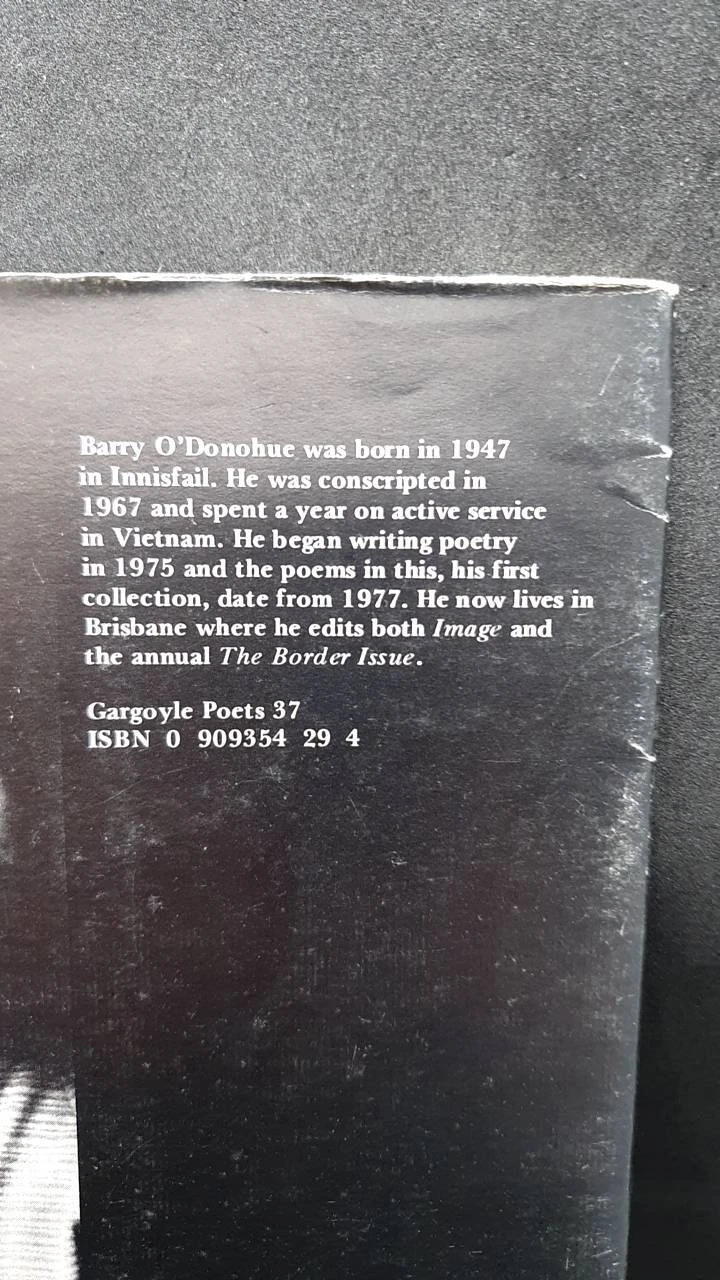 Barry O'Donohue was born in 1947
in Innisfail. He was conscripted in
1967 and spent a year on active service
in Vietnam. He began writing poetry
in 1975 and the poems in this, his first
collection, date from 1977. He now lives in
Brisbane where he edits both Image and
the annual The Border Issue.
Gargoyle Poets 37
ISBN 0 909354 29 4